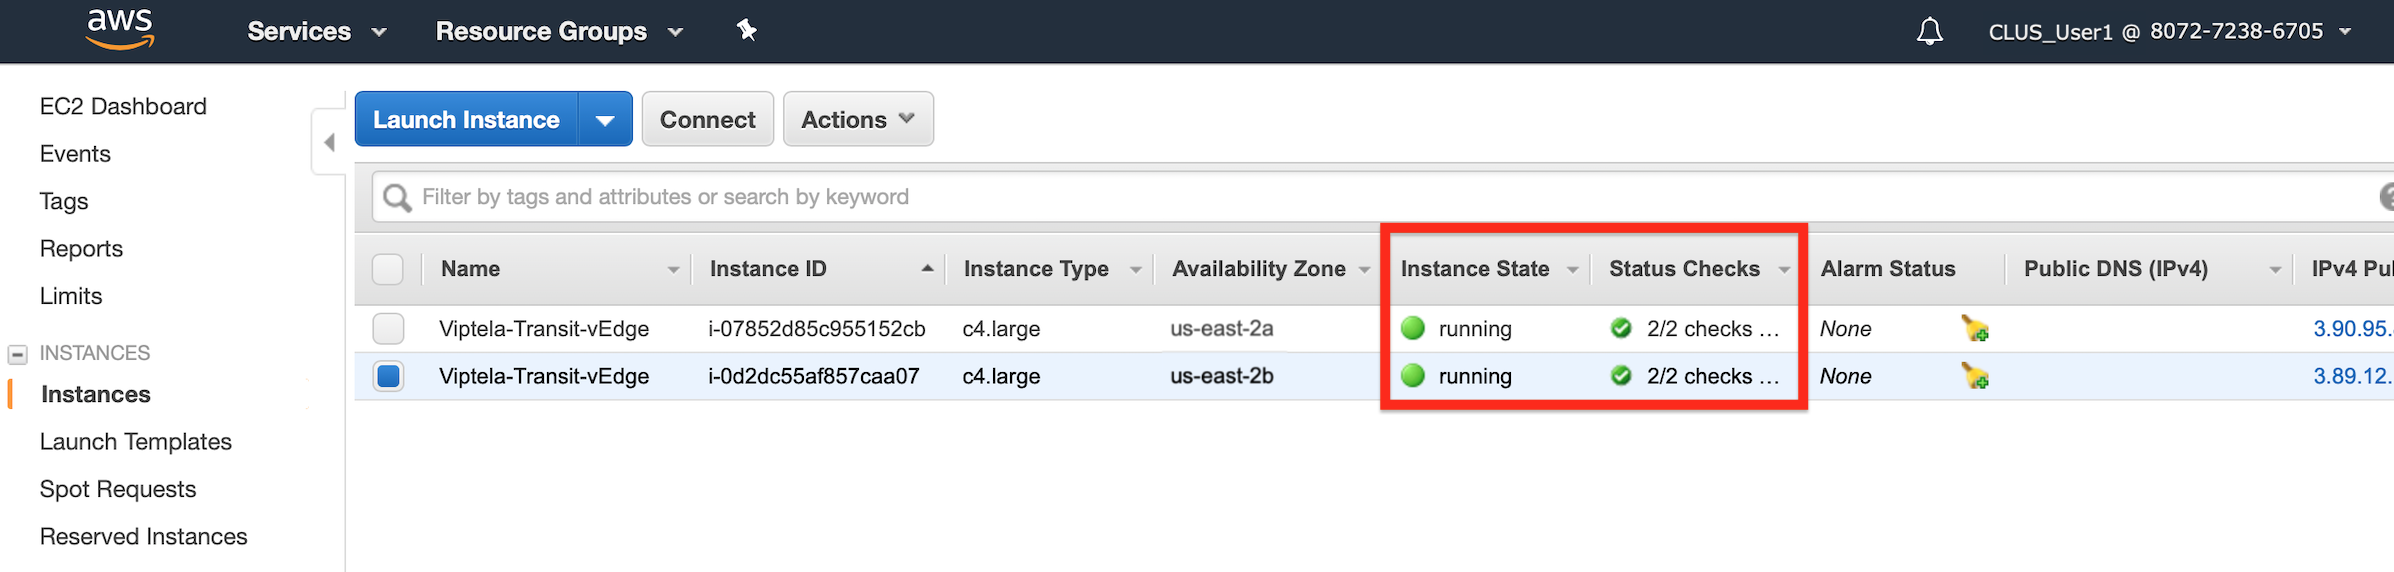 aws Services Resource Groups CLUS_User1 @ 8072-7238-6705
EC2 Dashboard
Events
Tags
Reports
Limits
INSTANCES
Instances
Launch Templates
Spot Requests
Reserved Instances
Launch Instance Connect Actions
Filter by tags and attributes or search by keyword
Name Instance ID Instance Type Availability Zone Instance State Status Checks Alarm Status Public DNS (IPv4) IPv4 Pu
Viptela-Transit-vEdge i-07852d85c955152cb c4.large us-east-2a running 2/2 checks ... None 3.90.95.
Viptela-Transit-vEdge i-0d2dc55af857caa07 c4.large us-east-2b running 2/2 checks ... None 3.89.12.